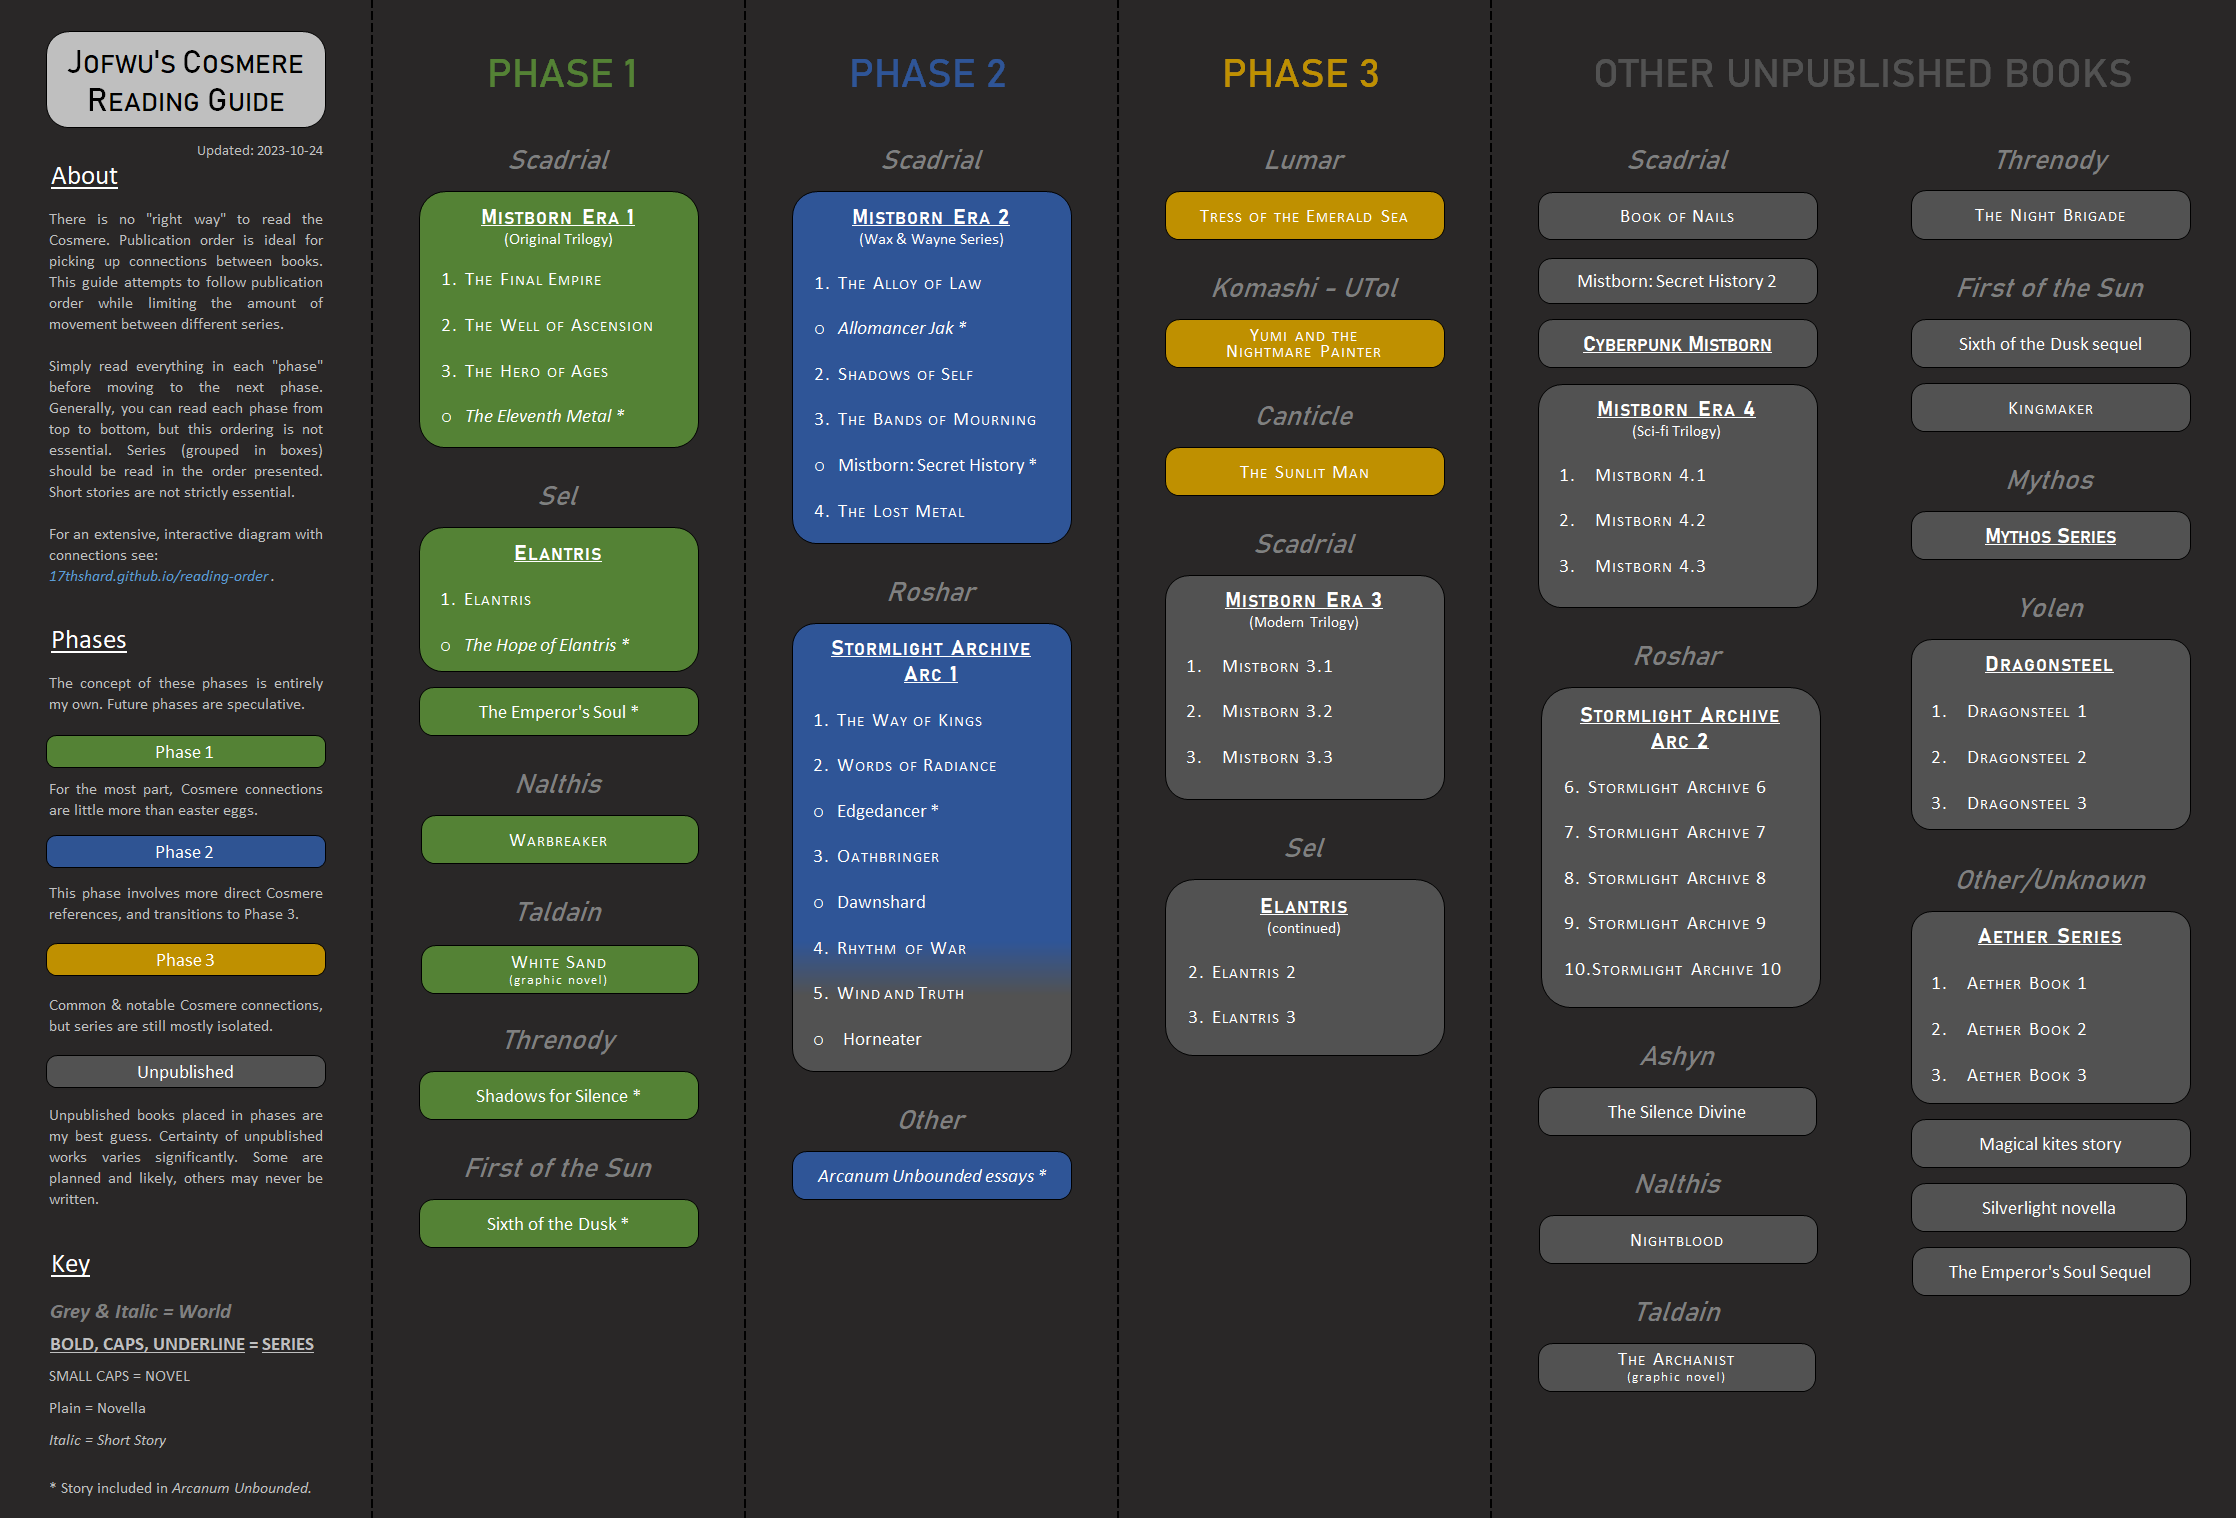 Jofwu's Cosmere
Reading Guide
Updated: 2023-10-24
About
There is no "right way" to read the
Cosmere. Publication order is ideal for
picking up connections between books.
This guide attempts to follow publication
order while limiting the amount of
movement between different series.
Simply read everything in each "phase"
before moving to the next phase.
Generally, you can read each phase from
top to bottom, but this ordering is not
essential. Series (grouped in boxes)
should be read in the order presented.
Short stories are not strictly essential.
For an extensive, interactive diagram with
connections see:
17thshard.github.io/reading-order.
Phases
The concept of these phases is entirely
my own. Future phases are speculative.
Phase 1
For the most part, Cosmere connections
are little more than easter eggs.
Phase 2
This phase involves more direct Cosmere
references, and transitions to Phase 3.
Phase 3
Common & notable Cosmere connections,
but series are still mostly isolated.
Unpublished
Unpublished books placed in phases are
my best guess. Certainty of unpublished
works varies significantly. Some are
planned and likely, others may never be
written.
Key
Grey & Italic = World
BOLD, CAPS, UNDERLINE = SERIES
SMALL CAPS = NOVEL
Plain = Novella
Italic = Short Story
* Story included in Arcanum Unbounded.
PHASE 1
Scadrial
Mistborn Era 1
(Original Trilogy)
1. The Final Empire
2. The Well of Ascension
3. The Hero of Ages
o The Eleventh Metal *
Sel
Elantris
1. Elantris
o The Hope of Elantris *
The Emperor's Soul *
Nalthis
Warbreaker
Taldain
White Sand
(graphic novel)
Threnody
Shadows for Silence *
First of the Sun
Sixth of the Dusk *
PHASE 2
Scadrial
Mistborn Era 2
(Wax & Wayne Series)
1. The Alloy of Law
o Allomancer Jak *
2. Shadows of Self
3. The Bands of Mourning
o Mistborn: Secret History *
4. The Lost Metal
Roshar
Stormlight Archive
Arc 1
1. The Way of Kings
2. Words of Radiance
o Edgedancer *
3. Oathbringer
o Dawnshard
4. Rhythm of War
5. Wind and Truth
o Horneater
Other
Arcanum Unbounded essays *
PHASE 3
Lumar
Tress of the Emerald Sea
Komashi - UTol
Yumi and the
Nightmare Painter
Canticle
The Sunlit Man
Scadrial
Mistborn Era 3
(Modern Trilogy)
1. Mistborn 3.1
2. Mistborn 3.2
3. Mistborn 3.3
Sel
Elantris
(continued)
2. Elantris 2
3. Elantris 3
OTHER UNPUBLISHED BOOKS
Scadrial
Book of Nails
Mistborn: Secret History 2
Cyberpunk Mistborn
Mistborn Era 4
(Sci-fi Trilogy)
1. Mistborn 4.1
2. Mistborn 4.2
3. Mistborn 4.3
Roshar
Stormlight Archive
Arc 2
6. Stormlight Archive 6
7. Stormlight Archive 7
8. Stormlight Archive 8
9. Stormlight Archive 9
10.Stormlight Archive 10
Ashyn
The Silence Divine
Nalthis
Nightblood
Taldain
The Archanist
(graphic novel)
Threnody
The Night Brigade
First of the Sun
Sixth of the Dusk sequel
Kingmaker
Mythos
Mythos Series
Yolen
Dragonsteel
1. Dragonsteel 1
2. Dragonsteel 2
3. Dragonsteel 3
Other/Unknown
Aether Series
1. Aether Book 1
2. Aether Book 2
3. Aether Book 3
Magical kites story
Silverlight novella
The Emperor's Soul Sequel